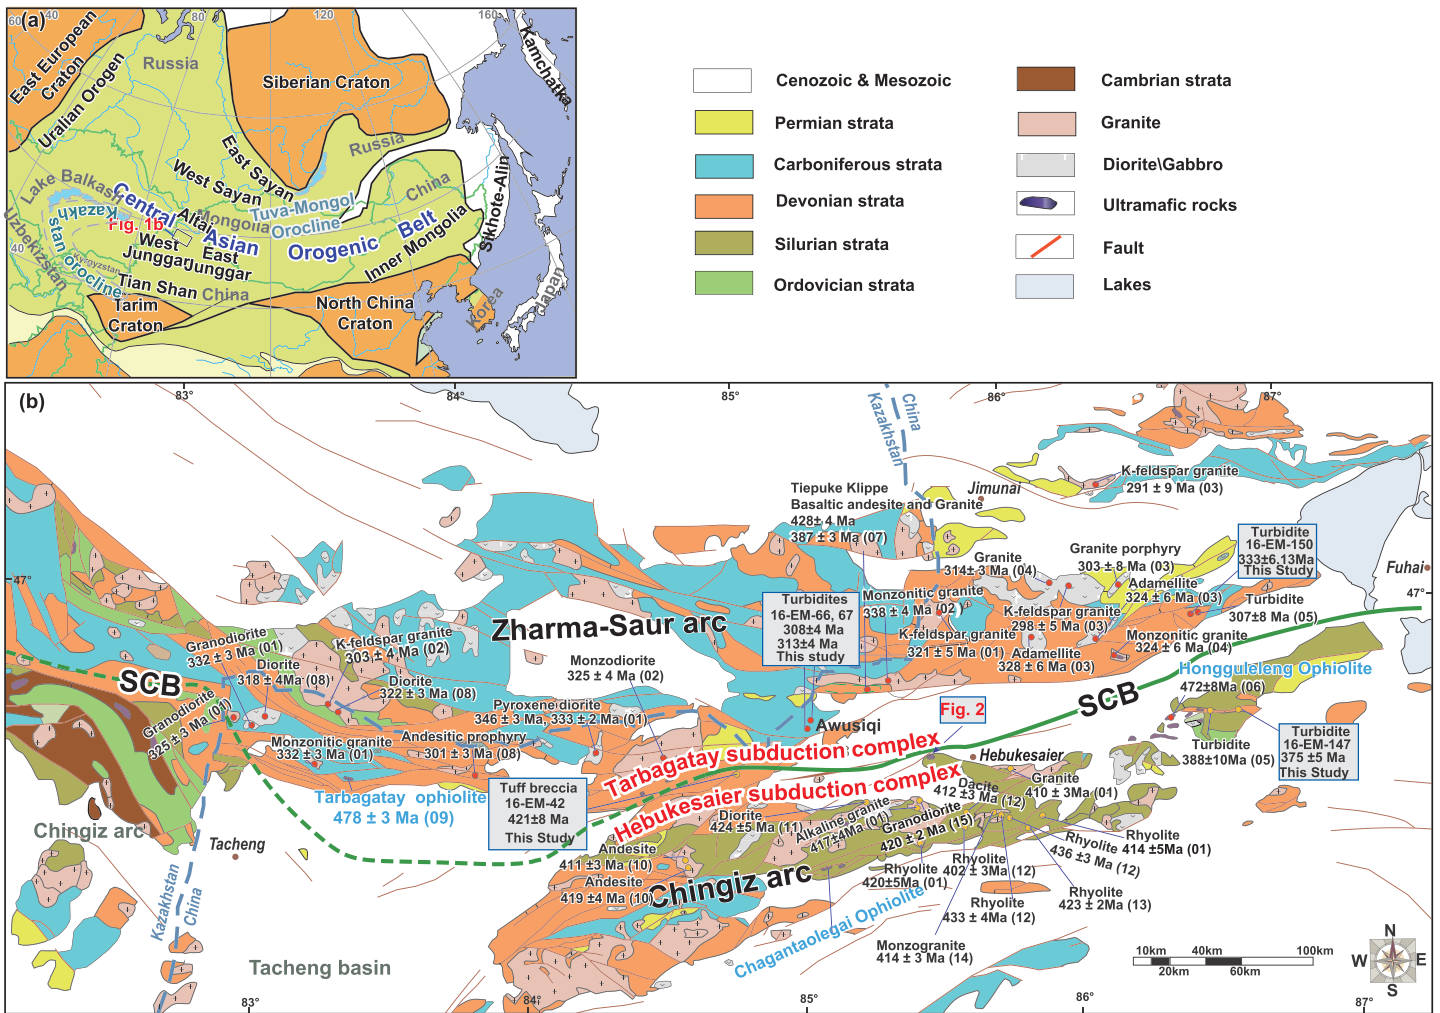 (a)
60
40
80
120
160
East European
Craton
Uralian Orogen
Russia
Siberian Craton
Kamchatka
Russia
East Sayan
West Sayan
Lake Balkash
Central
Asian
Orogenic
Belt
Kazakh
stan orocline
Uzbekizstan
40
Fig. 1b
Altai
Mongolia
Tuva-Mongol
Orocline
China
Inner Mongolia
Sikhote-Alin
West
Junggar
East
Junggar
Kyrgyzstan
Tian Shan
China
Tarim
Craton
North China
Craton
Korea
Japan
Cenozoic & Mesozoic
Permian strata
Carboniferous strata
Devonian strata
Silurian strata
Ordovician strata
Cambrian strata
Granite
Diorite\Gabbro
Ultramafic rocks
Fault
Lakes
(b)
83°
84°
85°
86°
87°
China
Kazakhstan
K-feldspar granite
291 ± 9 Ma (03)
Tiepuke Klippe
Basaltic andesite and Granite
428± 4 Ma
387 ± 3 Ma (07)
Jimunai
Turbidite
16-EM-150
333±6.13Ma
This Study
Fuhai
47°
47°
Granite
314± 3 Ma (04)
Granite porphyry
303 ± 8 Ma (03)
Adamellite
324 ± 6 Ma (03)
Turbidite
307±8 Ma (05)
Monzonitic granite
338 ± 4 Ma (02)
K-feldspar granite
298 ± 5 Ma (03)
Turbidites
16-EM-66, 67
308±4 Ma
313±4 Ma
This study
K-feldspar granite
321 ± 5 Ma (01)
Adamellite
328 ± 6 Ma (03)
Monzonitic granite
324 ± 6 Ma (04)
Zharma-Saur arc
Granodiorite
332 ± 3 Ma (01)
K-feldspar granite
303 ± 4 Ma (02)
Diorite
318 ± 4Ma (08)
Diorite
322 ± 3 Ma (08)
Monzodiorite
325 ± 4 Ma (02)
SCB
Granodiorite
325 ± 3 Ma (01)
Pyroxenediorite
346 ± 3 Ma, 333 ± 2 Ma (01)
Monzonitic granite
332 ± 3 Ma (01)
Andesitic prophyry
301 ± 3 Ma (08)
Awusiqi
Fig. 2
SCB
Hongguleleng Ophiolite
472±8Ma (06)
Turbidite
388±10Ma (05)
Turbidite
16-EM-147
375 ±5 Ma
This Study
Tarbagatay subduction complex
Hebukesaier subduction complex
Hebukesaier
Tarbagatay ophiolite
478 ± 3 Ma (09)
Tuff breccia
16-EM-42
421±8 Ma
This Study
Dacite
412 ±3 Ma (12)
Granite
410 ± 3Ma (01)
Diorite
424 ±5 Ma (11)
Alkaline granite
417±4Ma (01)
Granodiorite
420 ± 2 Ma (15)
Chingiz arc
Tacheng
Kazakhstan
China
Andesite
411 ±3 Ma (10)
Andesite
419 ±4 Ma (10)
Chingiz arc
Rhyolite
420±5Ma (01)
Rhyolite
402 ± 3Ma (12)
Rhyolite
436 ±3 Ma (12)
Rhyolite
414 ±5Ma (01)
Rhyolite
433 ± 4Ma (12)
Rhyolite
423 ± 2Ma (13)
Chagantaolegai Ophiolite
Monzogranite
414 ± 3 Ma (14)
Tacheng basin
10km
40km
100km
20km
60km
N
W
E
S
83°
84°
85°
86°
87°